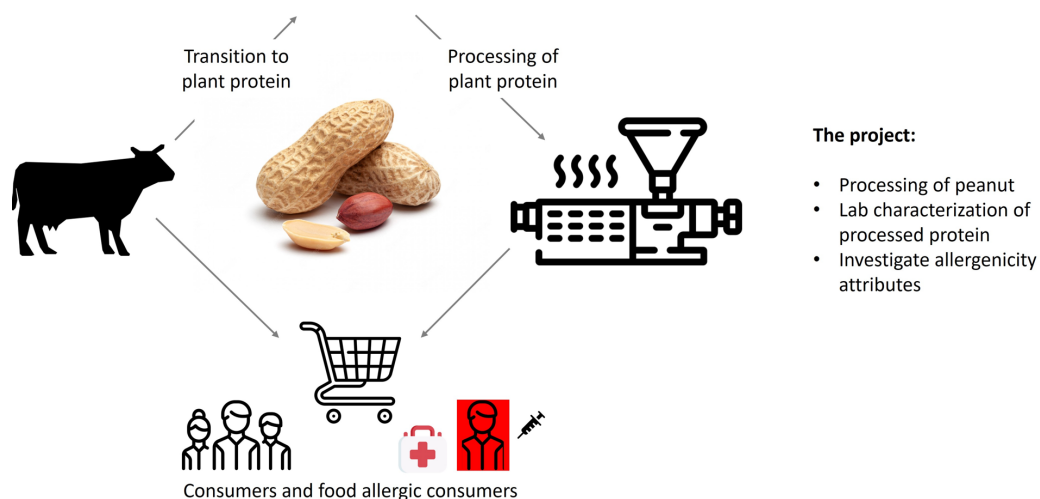 Transition to
plant protein
Processing of
plant protein
The project:
• Processing of peanut
• Lab characterization of
processed protein
• Investigate allergenicity
attributes
Consumers and food allergic consumers